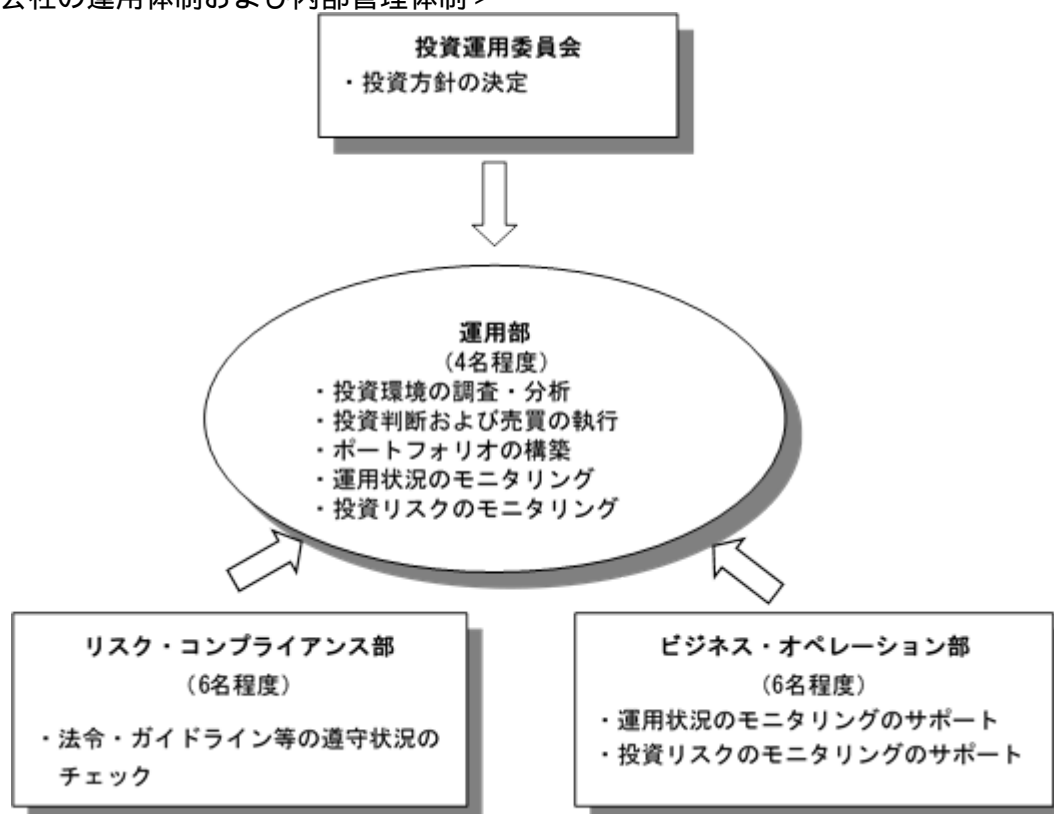 会社の運用体制および内部管理体制＞
投資運用委員会
・投資方針の決定
運用部
（4名程度）
・投資環境の調査・分析
・投資判断および売買の執行
・ポートフォリオの構築
・運用状況のモニタリング
・投資リスクのモニタリング
リスク・コンプライアンス部
（6名程度）
・法令・ガイドライン等の遵守状況の
チェック
ビジネス・オペレーション部
（6名程度）
・運用状況のモニタリングのサポート
・投資リスクのモニタリングのサポート